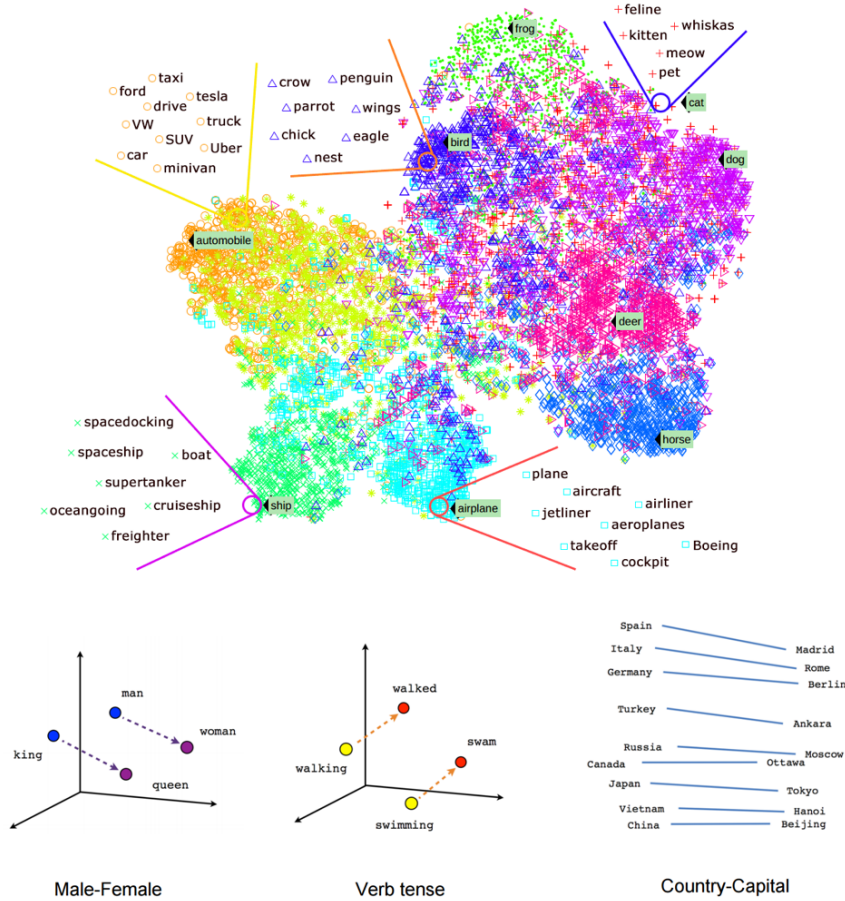 frog
feline
kitten
whiskas
meow
pet
cat
taxi
ford
tesla
drive
VW
truck
SUV
Uber
car
minivan
crow
penguin
parrot
wings
chick
eagle
nest
bird
dog
automobile
deer
horse
spacedocking
spaceship
boat
supertanker
oceangoing
cruiseship
freighter
ship
airplane
plane
aircraft
airliner
jetliner
aeroplanes
takeoff
Boeing
cockpit
man
woman
king
queen
walked
swam
walking
swimming
Spain
Madrid
Italy
Rome
Germany
Berlin
Turkey
Ankara
Russia
Moscow
Canada
Ottawa
Japan
Tokyo
Vietnam
Hanoi
China
Beijing
Male-Female
Verb tense
Country-Capital